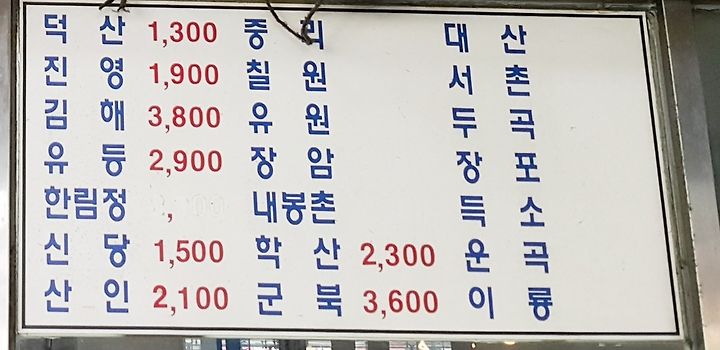 덕산 1,300 중리 대산
진영 1,900 칠원 서촌
김해 3,800 유원 두곡
유등 2,900 장암 장포
한림정 , 내봉촌 득소
신당 1,500 학산 2,300 운곡
산인 2,100 군북 3,600 이룡